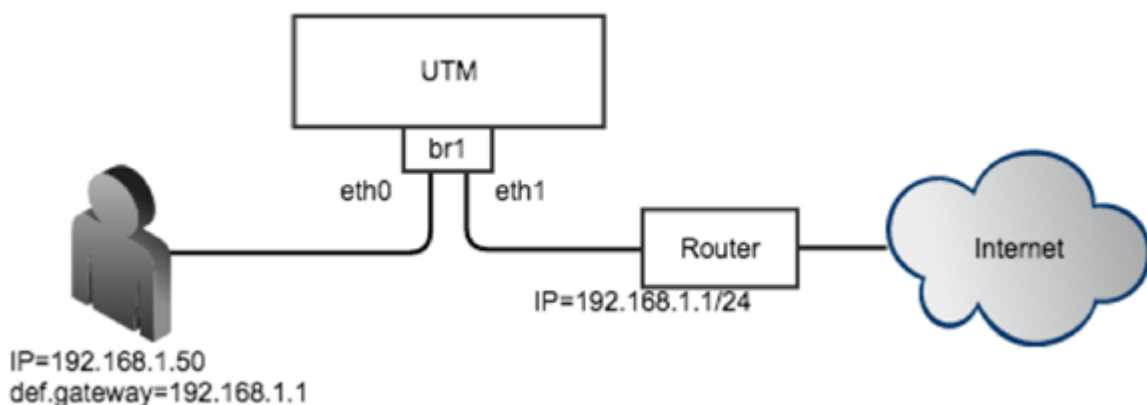 UTM
br1
eth0
eth1
Router
Internet
IP=192.168.1.1/24
IP=192.168.1.50
def.gateway=192.168.1.1